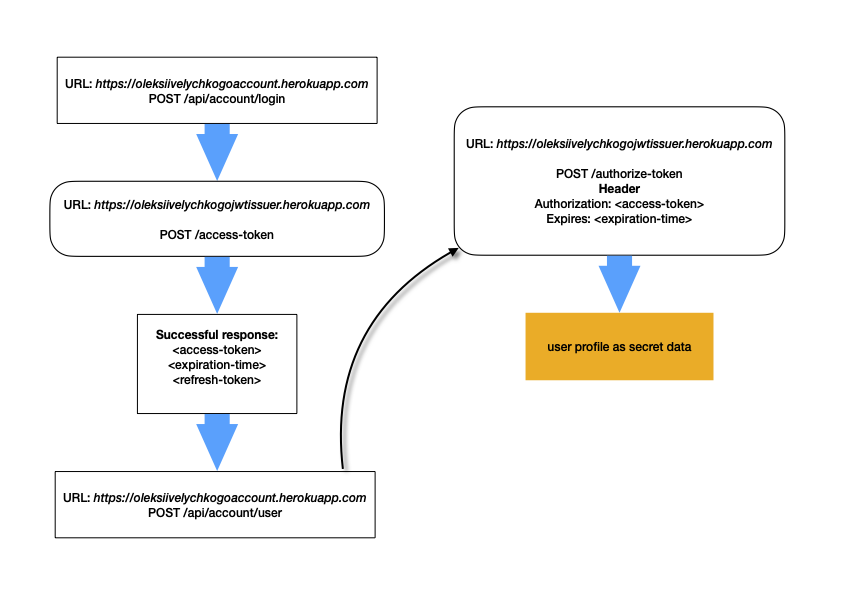 URL: https://oleksiivelychkogoaccount.herokuapp.com
POST /api/account/login
URL: https://oleksiivelychkogojwtissuer.herokuapp.com
POST /access-token
Successful response:
<access-token>
<expiration-time>
<refresh-token>
URL: https://oleksiivelychkogoaccount.herokuapp.com
POST /api/account/user
URL: https://oleksiivelychkogojwtissuer.herokuapp.com
POST /authorize-token
Header
Authorization: <access-token>
Expires: <expiration-time>
user profile as secret data